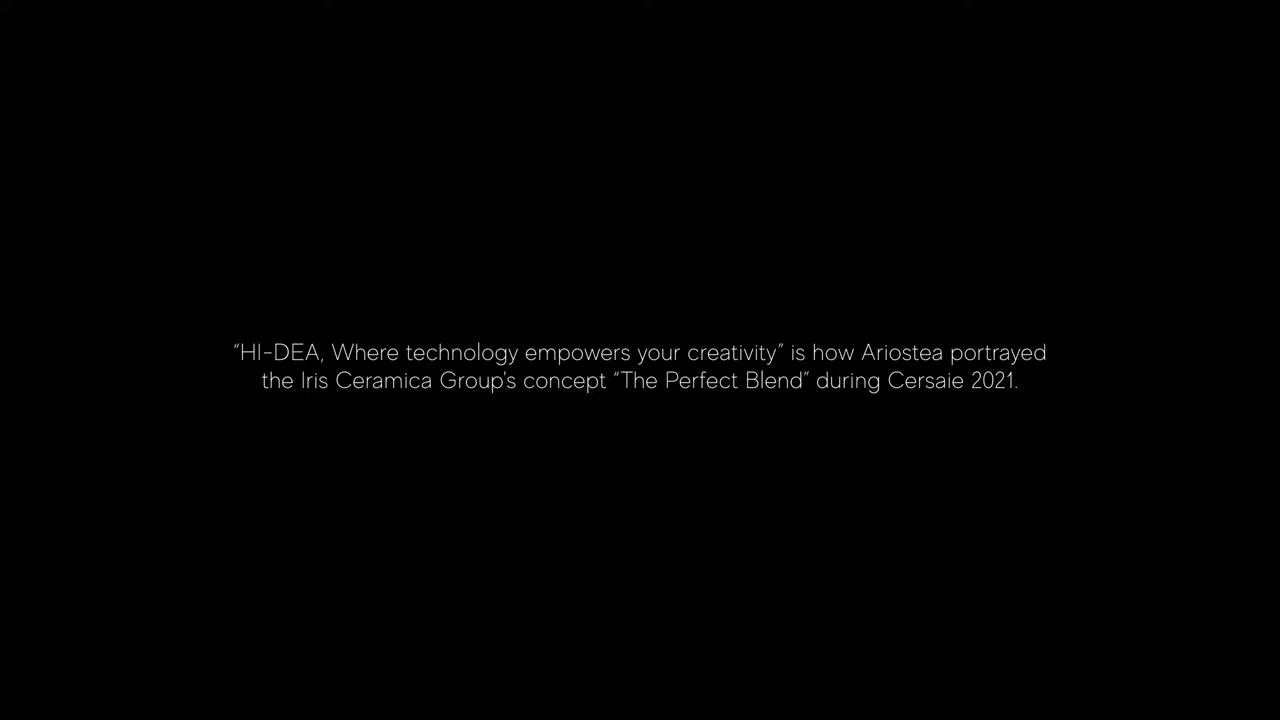 “HI-DEA, Where technology empowers your creativity” is how Ariostea portrayed
the Iris Ceramica Group's concept “The Perfect Blend” during Cersaie 2021.